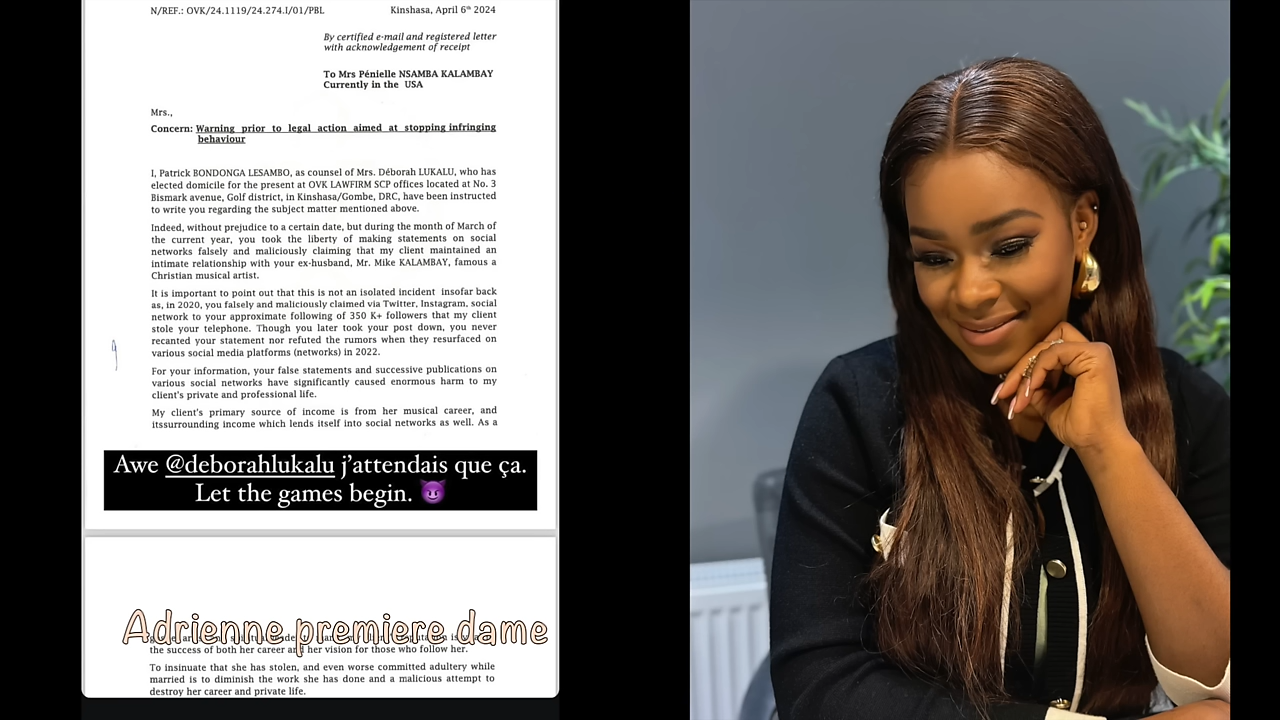 N/REF.: OVK/24.1119/24.274.I/01/PBL Kinshasa, April 6th 2024
By certified e-mail and registered letter
with acknowledgement of receipt
To Mrs Pénielle NSAMBA KALAMBAY
Currently in the USA
Mrs.,
Concern: Warning prior to legal action aimed at stopping infringing
behaviour
I, Patrick BONDONGA LESAMBO, as counsel of Mrs. Déborah LUKALU, who has
elected domicile for the present at OVK LAWFIRM SCP offices located at No. 3
Bismark avenue, Golf district, in Kinshasa/Gombe, DRC, have been instructed
to write you regarding the subject matter mentioned above.
Indeed, without prejudice to a certain date, but during the month of March of
the current year, you took the liberty of making statements on social
networks falsely and maliciously claiming that my client maintained an
intimate relationship with your ex-husband, Mr. Mike KALAMBAY, famous a
Christian musical artist.
It is important to point out that this is not an isolated incident insofar back
as, in 2020, you falsely and maliciously claimed via Twitter, Instagram, social
network to your approximate following of 350 K+ followers that my client
stole your telephone. Though you later took your post down, you never
recanted your statement nor refuted the rumors when they resurfaced on
various social media platforms (networks) in 2022.
For your information, your false statements and successive publications on
various social networks have significantly caused enormous harm to my
client's private and professional life.
My client's primary source of income is from her musical career, and
itssurrounding income which lends itself into social networks as well. As a
Awe @deborahlukalu j'attendais que ça.
Let the games begin. 😈
Adrienne premiere dame
the success of both her career and her vision for those who follow her.
To insinuate that she has stolen, and even worse committed adultery while
married is to diminish the work she has done and a malicious attempt to
destroy her career and private life.